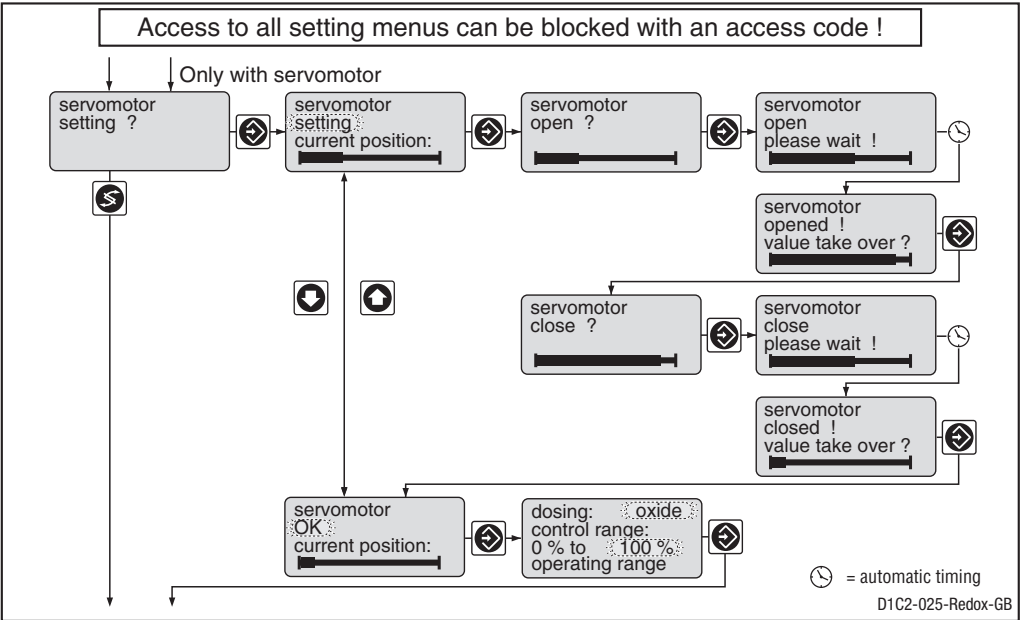 Access to all setting menus can be blocked with an access code !
Only with servomotor
servomotor
setting ?
servomotor
setting
current position:
servomotor
open ?
servomotor
open
please wait !
servomotor
opened !
value take over ?
servomotor
close ?
servomotor
close
please wait !
servomotor
closed !
value take over ?
servomotor
OK
current position:
dosing: oxide
control range:
0 % to 100 %
operating range
= automatic timing
D1C2-025-Redox-GB